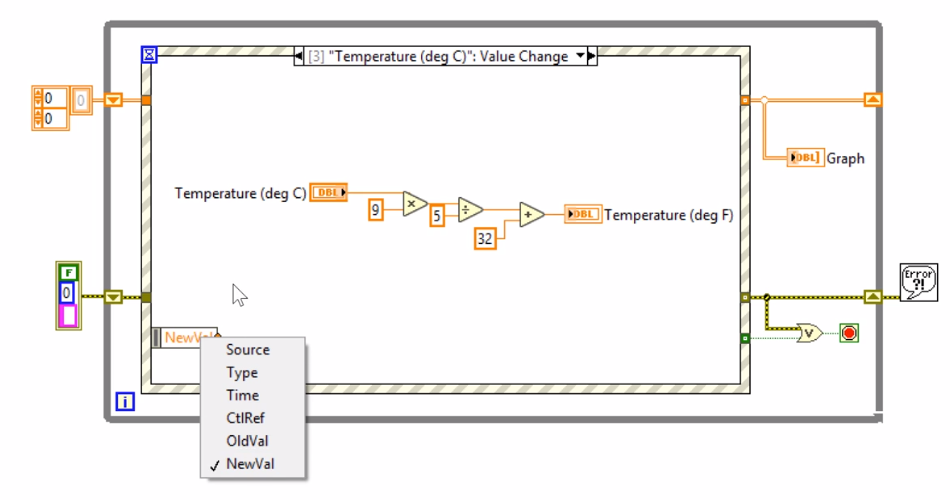 [3] "Temperature (deg C)": Value Change
0
0
0
DBL
Graph
Temperature (deg C)
DBL
9
×
5
÷
32
+
DBL
Temperature (deg F)
F
0
Error
?!
NewVal
V
Source
Type
Time
CtlRef
OldVal
✓ NewVal
i